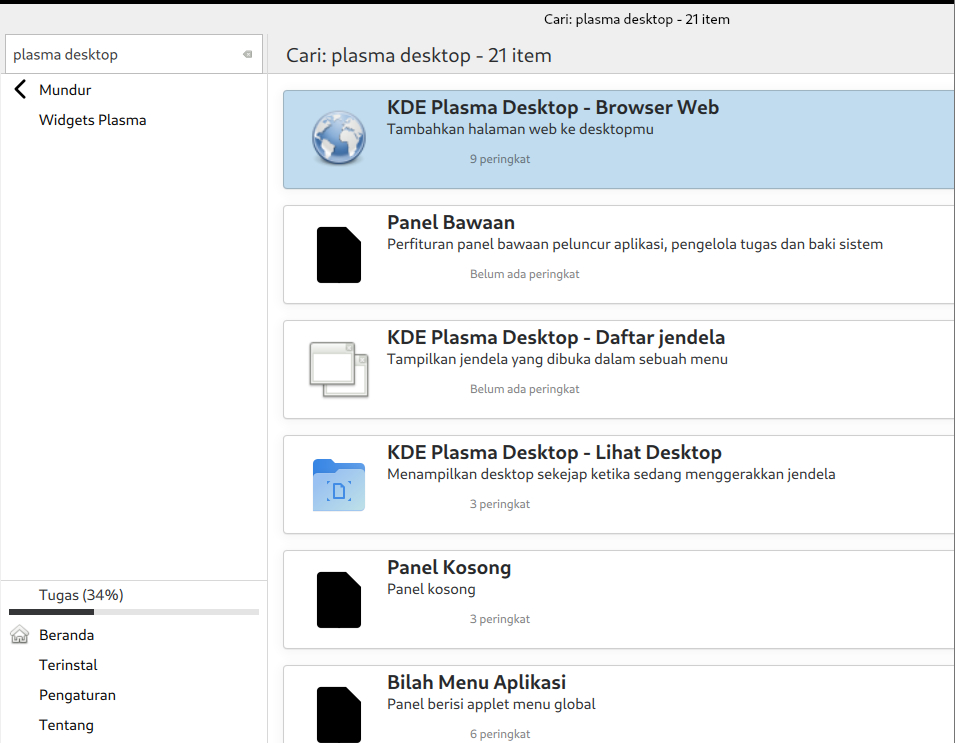 Cari: plasma desktop - 21 item
plasma desktop
Cari: plasma desktop - 21 item
Mundur
Widgets Plasma
KDE Plasma Desktop - Browser Web
Tambahkan halaman web ke desktopmu
9 peringkat
Panel Bawaan
Perfituran panel bawaan peluncur aplikasi, pengelola tugas dan baki sistem
Belum ada peringkat
KDE Plasma Desktop - Daftar jendela
Tampilkan jendela yang dibuka dalam sebuah menu
Belum ada peringkat
KDE Plasma Desktop - Lihat Desktop
Menampilkan desktop sekejap ketika sedang menggerakkan jendela
3 peringkat
Panel Kosong
Panel kosong
3 peringkat
Bilah Menu Aplikasi
Panel berisi applet menu global
6 peringkat
Tugas (34%)
Beranda
Terinstal
Pengaturan
Tentang